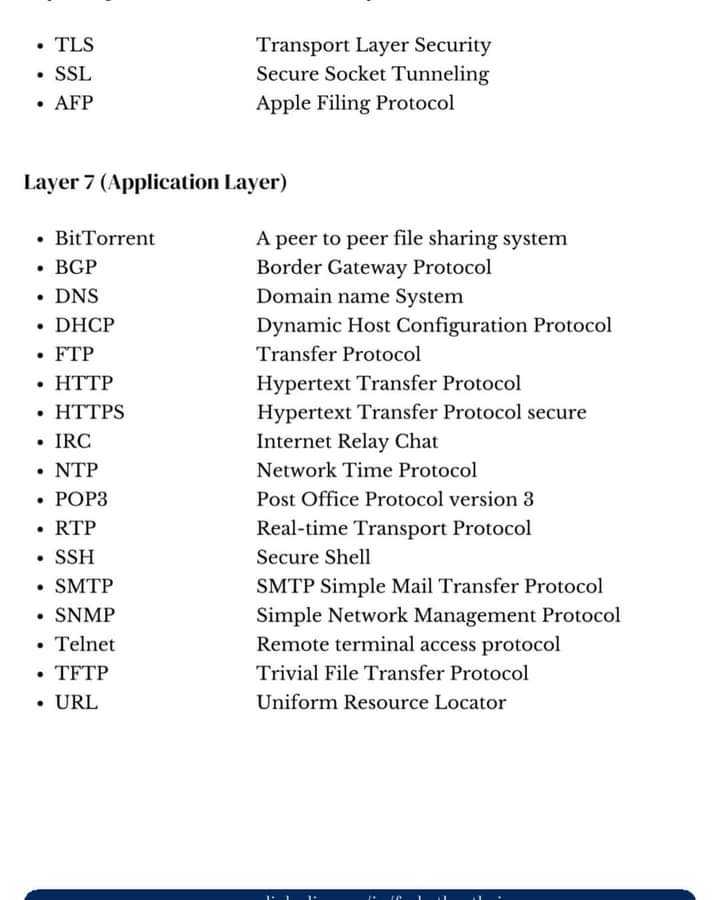 • TLS Transport Layer Security
• SSL Secure Socket Tunneling
• AFP Apple Filing Protocol
Layer 7 (Application Layer)
• BitTorrent A peer to peer file sharing system
• BGP Border Gateway Protocol
• DNS Domain name System
• DHCP Dynamic Host Configuration Protocol
• FTP Transfer Protocol
• HTTP Hypertext Transfer Protocol
• HTTPS Hypertext Transfer Protocol secure
• IRC Internet Relay Chat
• NTP Network Time Protocol
• POP3 Post Office Protocol version 3
• RTP Real-time Transport Protocol
• SSH Secure Shell
• SMTP SMTP Simple Mail Transfer Protocol
• SNMP Simple Network Management Protocol
• Telnet Remote terminal access protocol
• TFTP Trivial File Transfer Protocol
• URL Uniform Resource Locator